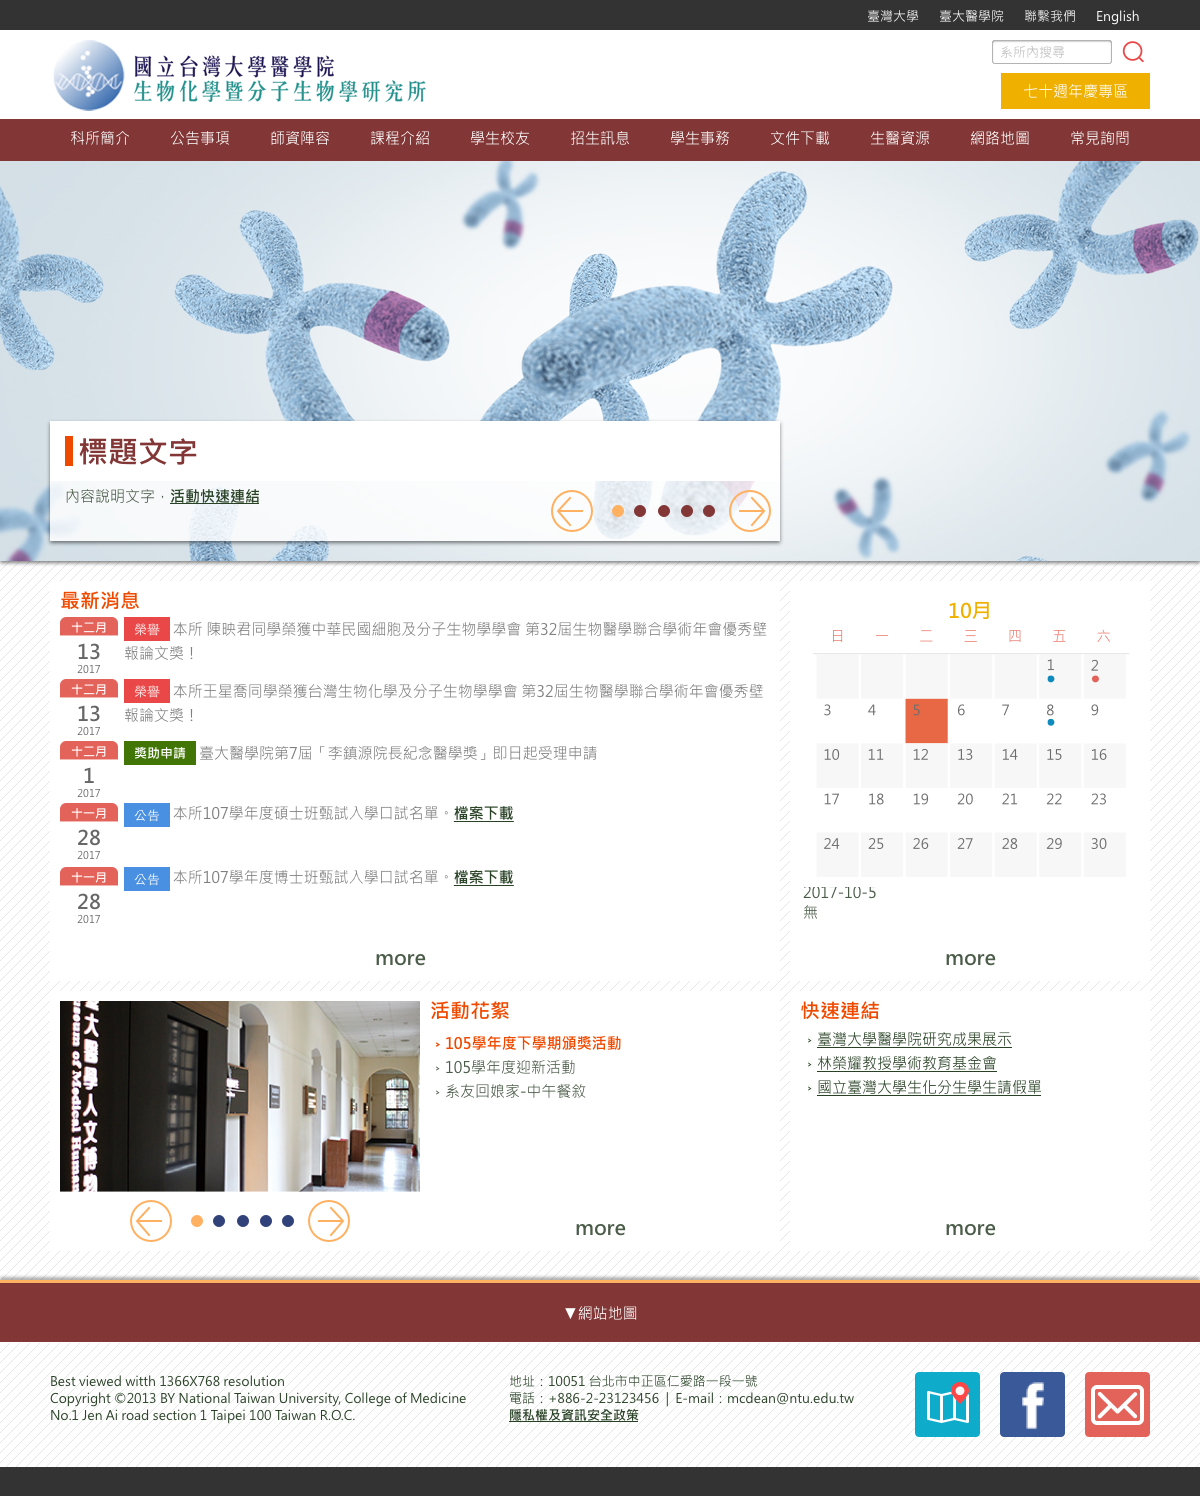 臺灣大學 臺大醫學院 聯繫我們 English
國立台灣大學醫學院
生物化學暨分子生物學研究所
系所內搜尋
七十週年慶專區
科所簡介 公告事項 師資陣容 課程介紹 學生校友 招生訊息 學生事務 文件下載 生醫資源 網路地圖 常見詢問
標題文字
內容說明文字，活動快速連結
最新消息
十二月 13 2017 榮譽 本所 陳映君同學榮獲中華民國細胞及分子生物學學會 第32屆生物醫學聯合學術年會優秀壁
報論文獎！
十二月 13 2017 榮譽 本所王星喬同學榮獲台灣生物化學及分子生物學學會 第32屆生物醫學聯合學術年會優秀壁
報論文獎！
十二月 1 2017 獎助申請 臺大醫學院第7屆「李鎮源院長紀念醫學獎」即日起受理申請
十一月 28 2017 公告 本所107學年度碩士班甄試入學口試名單。檔案下載
十一月 28 2017 公告 本所107學年度博士班甄試入學口試名單。檔案下載
more
10月
日 一 二 三 四 五 六
1 2
3 4 5 6 7 8 9
10 11 12 13 14 15 16
17 18 19 20 21 22 23
24 25 26 27 28 29 30
2017-10-5
無
more
大醫學人文博物
活動花絮
›105學年度下學期頒獎活動
›105學年度迎新活動
›系友回娘家-中午餐敘
more
快速連結
›臺灣大學醫學院研究成果展示
›林榮耀教授學術教育基金會
›國立臺灣大學生化分生學生請假單
more
▼網站地圖
Best viewed witth 1366X768 resolution
Copyright ©2013 BY National Taiwan University, College of Medicine
No.1 Jen Ai road section 1 Taipei 100 Taiwan R.O.C.
地址：10051 台北市中正區仁愛路一段一號
電話：+886-2-23123456 | E-mail：mcdean@ntu.edu.tw
隱私權及資訊安全政策